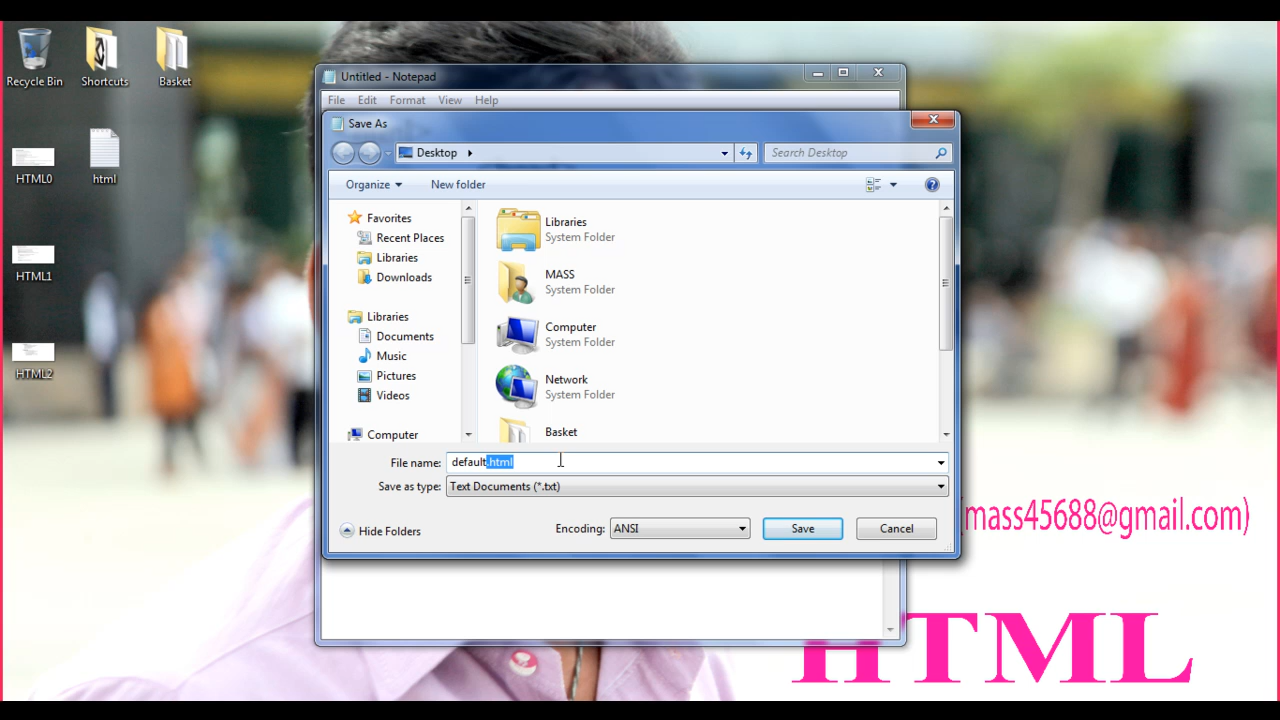 Recycle Bin
Shortcuts
Basket
HTML0
html
HTML1
HTML2
Untitled - Notepad
File Edit Format View Help
Save As
Desktop
Search Desktop
Organize
New folder
Favorites
Recent Places
Libraries
Downloads
Libraries
Documents
Music
Pictures
Videos
Computer
Libraries
System Folder
MASS
System Folder
Computer
System Folder
Network
System Folder
Basket
File name: default.html
Save as type: Text Documents (*.txt)
Hide Folders
Encoding: ANSI
Save
Cancel
(mass45688@gmail.com)
HTML